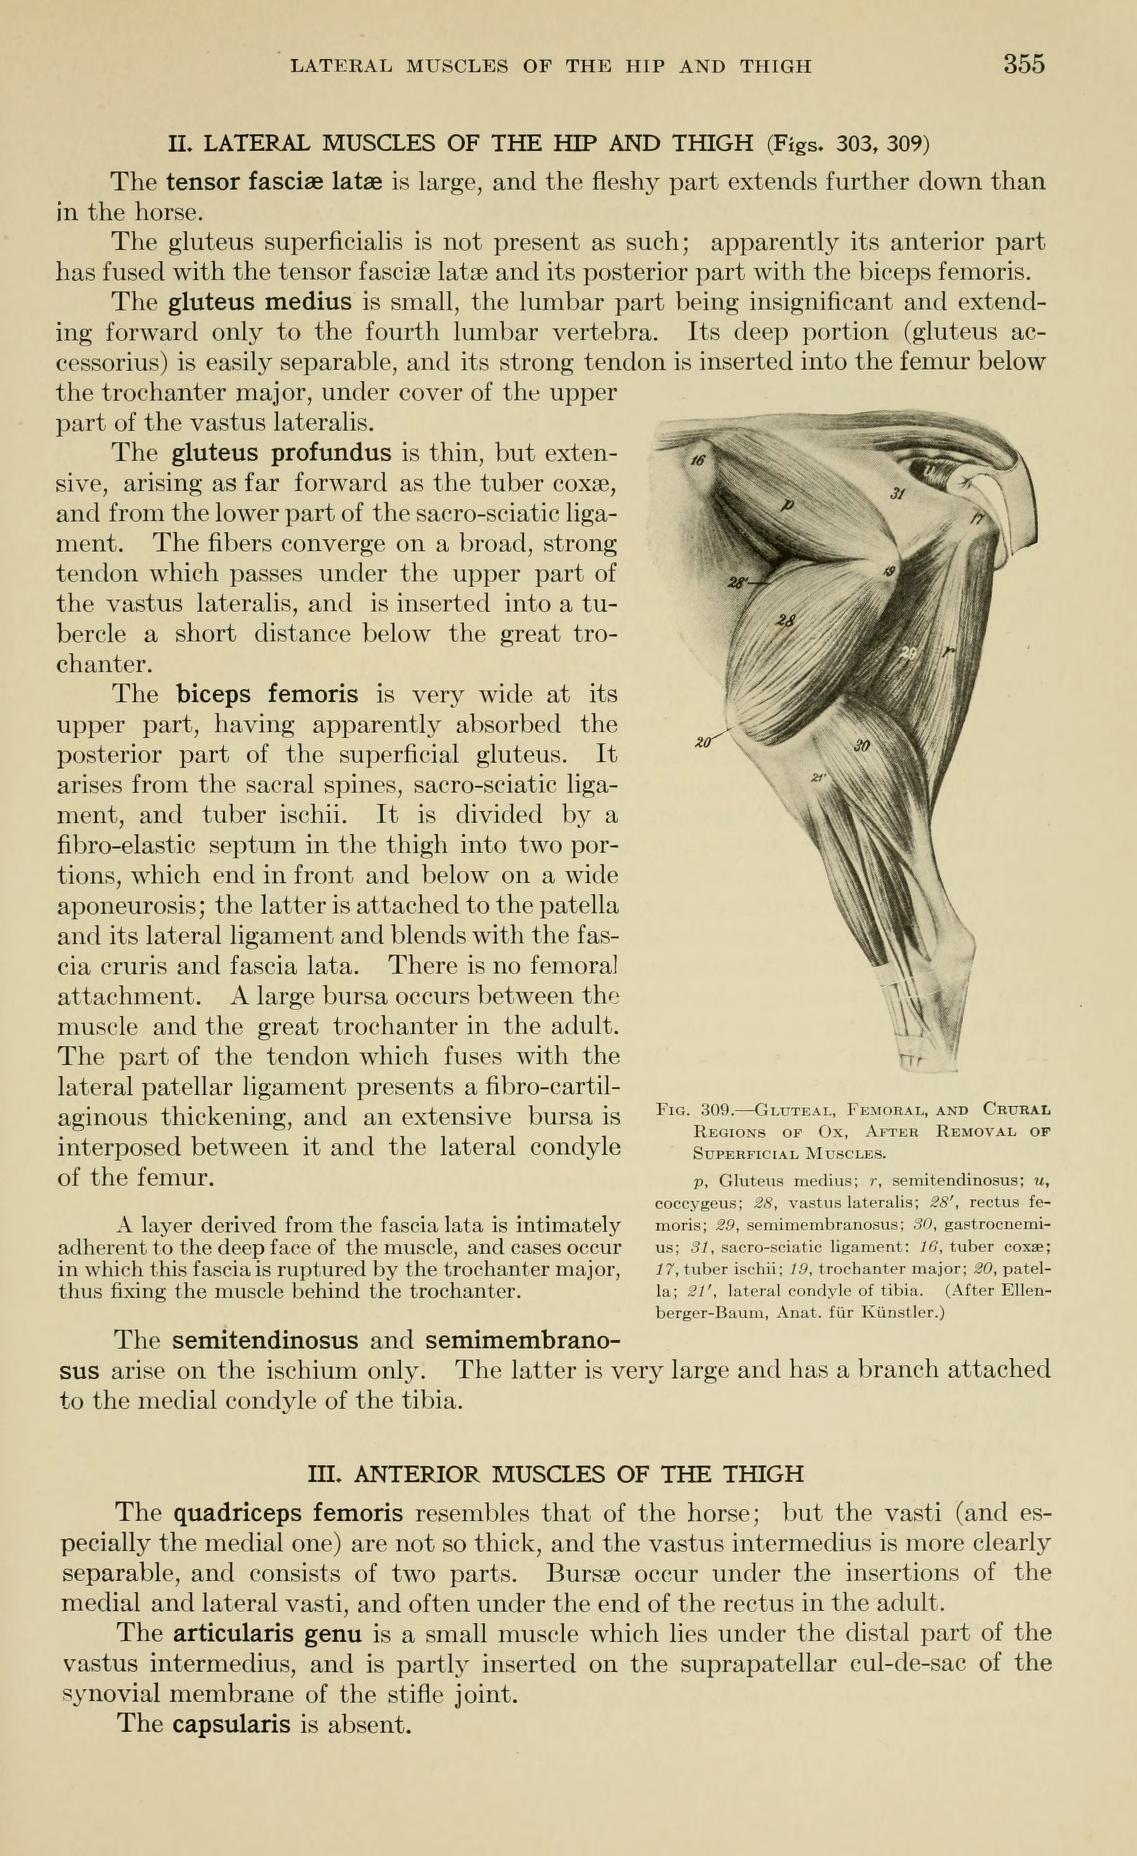 LATERAL MUSCLES OF THE HIP AND THIGH 355
II. LATERAL MUSCLES OF THE HIP AND THIGH (Figs. 303, 309)
The tensor fasciæ latæ is large, and the fleshy part extends further down than
in the horse.
The gluteus superficialis is not present as such; apparently its anterior part
has fused with the tensor fasciæ latæ and its posterior part with the biceps femoris.
The gluteus medius is small, the lumbar part being insignificant and extend-
ing forward only to the fourth lumbar vertebra. Its deep portion (gluteus ac-
cessorius) is easily separable, and its strong tendon is inserted into the femur below
the trochanter major, under cover of the upper
part of the vastus lateralis.
The gluteus profundus is thin, but exten-
sive, arising as far forward as the tuber coxæ,
and from the lower part of the sacro-sciatic liga-
ment. The fibers converge on a broad, strong
tendon which passes under the upper part of
the vastus lateralis, and is inserted into a tu-
bercle a short distance below the great tro-
chanter.
The biceps femoris is very wide at its
upper part, having apparently absorbed the
posterior part of the superficial gluteus. It
arises from the sacral spines, sacro-sciatic liga-
ment, and tuber ischii. It is divided by a
fibro-elastic septum in the thigh into two por-
tions, which end in front and below on a wide
aponeurosis; the latter is attached to the patella
and its lateral ligament and blends with the fas-
cia cruris and fascia lata. There is no femoral
attachment. A large bursa occurs between the
muscle and the great trochanter in the adult.
The part of the tendon which fuses with the
lateral patellar ligament presents a fibro-cartil-
aginous thickening, and an extensive bursa is
interposed between it and the lateral condyle
of the femur.
A layer derived from the fascia lata is intimately
adherent to the deep face of the muscle, and cases occur
in which this fascia is ruptured by the trochanter major,
thus fixing the muscle behind the trochanter.
16
p
31
u
17
19
28'
28
29
r
20
30
21'
FIG. 309.—GLUTEAL, FEMORAL, AND CRURAL
REGIONS OF OX, AFTER REMOVAL OF
SUPERFICIAL MUSCLES.
p, Gluteus medius; r, semitendinosus; u,
coccygeus; 28, vastus lateralis; 28', rectus fe-
moris; 29, semimembranosus; 30, gastrocnemi-
us; 31, sacro-sciatic ligament: 16, tuber coxæ;
17, tuber ischii; 19, trochanter major; 20, patel-
la; 21', lateral condyle of tibia. (After Ellen-
berger-Baum, Anat. für Künstler.)
The semitendinosus and semimembrano-
sus arise on the ischium only. The latter is very large and has a branch attached
to the medial condyle of the tibia.
III. ANTERIOR MUSCLES OF THE THIGH
The quadriceps femoris resembles that of the horse; but the vasti (and es-
pecially the medial one) are not so thick, and the vastus intermedius is more clearly
separable, and consists of two parts. Bursæ occur under the insertions of the
medial and lateral vasti, and often under the end of the rectus in the adult.
The articularis genu is a small muscle which lies under the distal part of the
vastus intermedius, and is partly inserted on the suprapatellar cul-de-sac of the
synovial membrane of the stifle joint.
The capsularis is absent.